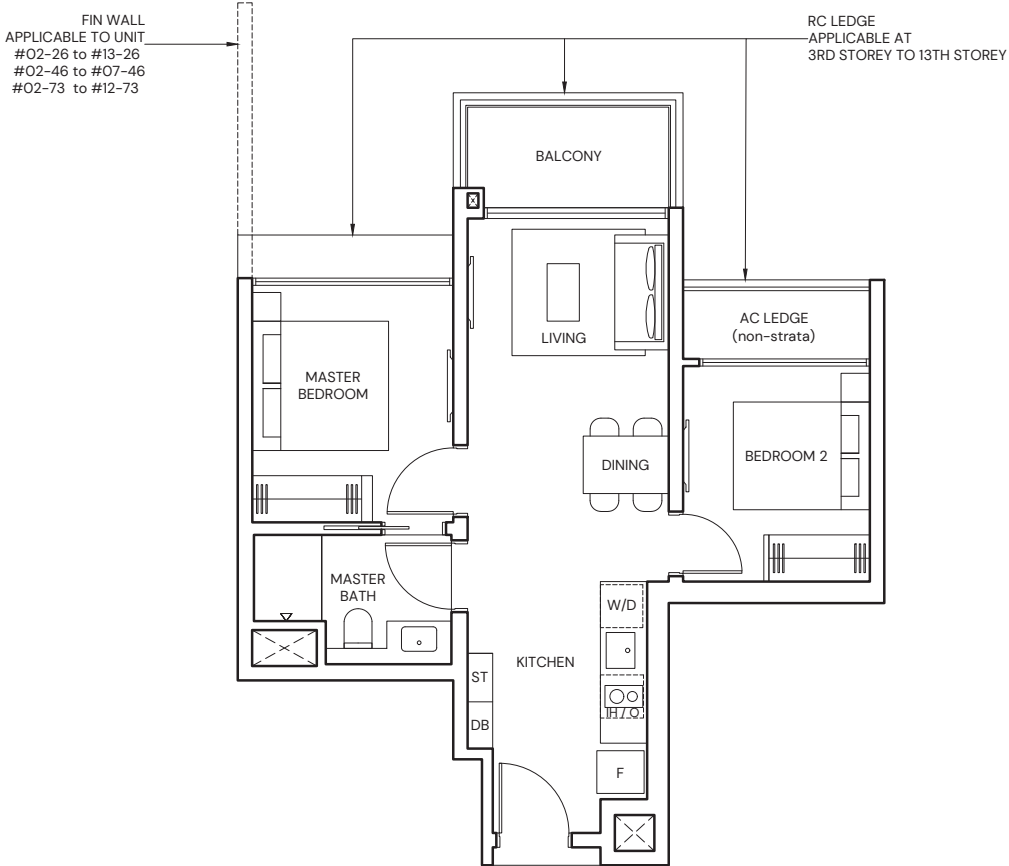 FIN WALL
APPLICABLE TO UNIT
#02-26 to #13-26
#02-46 to #07-46
#02-73 to #12-73
RC LEDGE
APPLICABLE AT
3RD STOREY TO 13TH STOREY
BALCONY
LIVING
AC LEDGE
(non-strata)
MASTER
BEDROOM
DINING
BEDROOM 2
MASTER
BATH
W/D
KITCHEN
ST
IH / O
DB
F